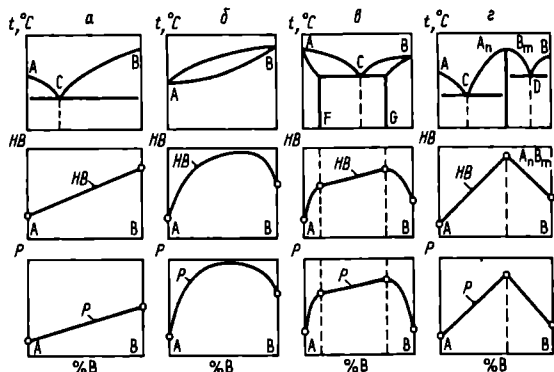 t,°C а t,°C б t,°C в t,°C г
A C B
A B
A C B F G
A C An Bm B D
HB HB A B
HB HB A B
HB HB A B
HB HB AnBm A B
P P A B
P P A B
P P A B
P P A B
%B %B %B %B